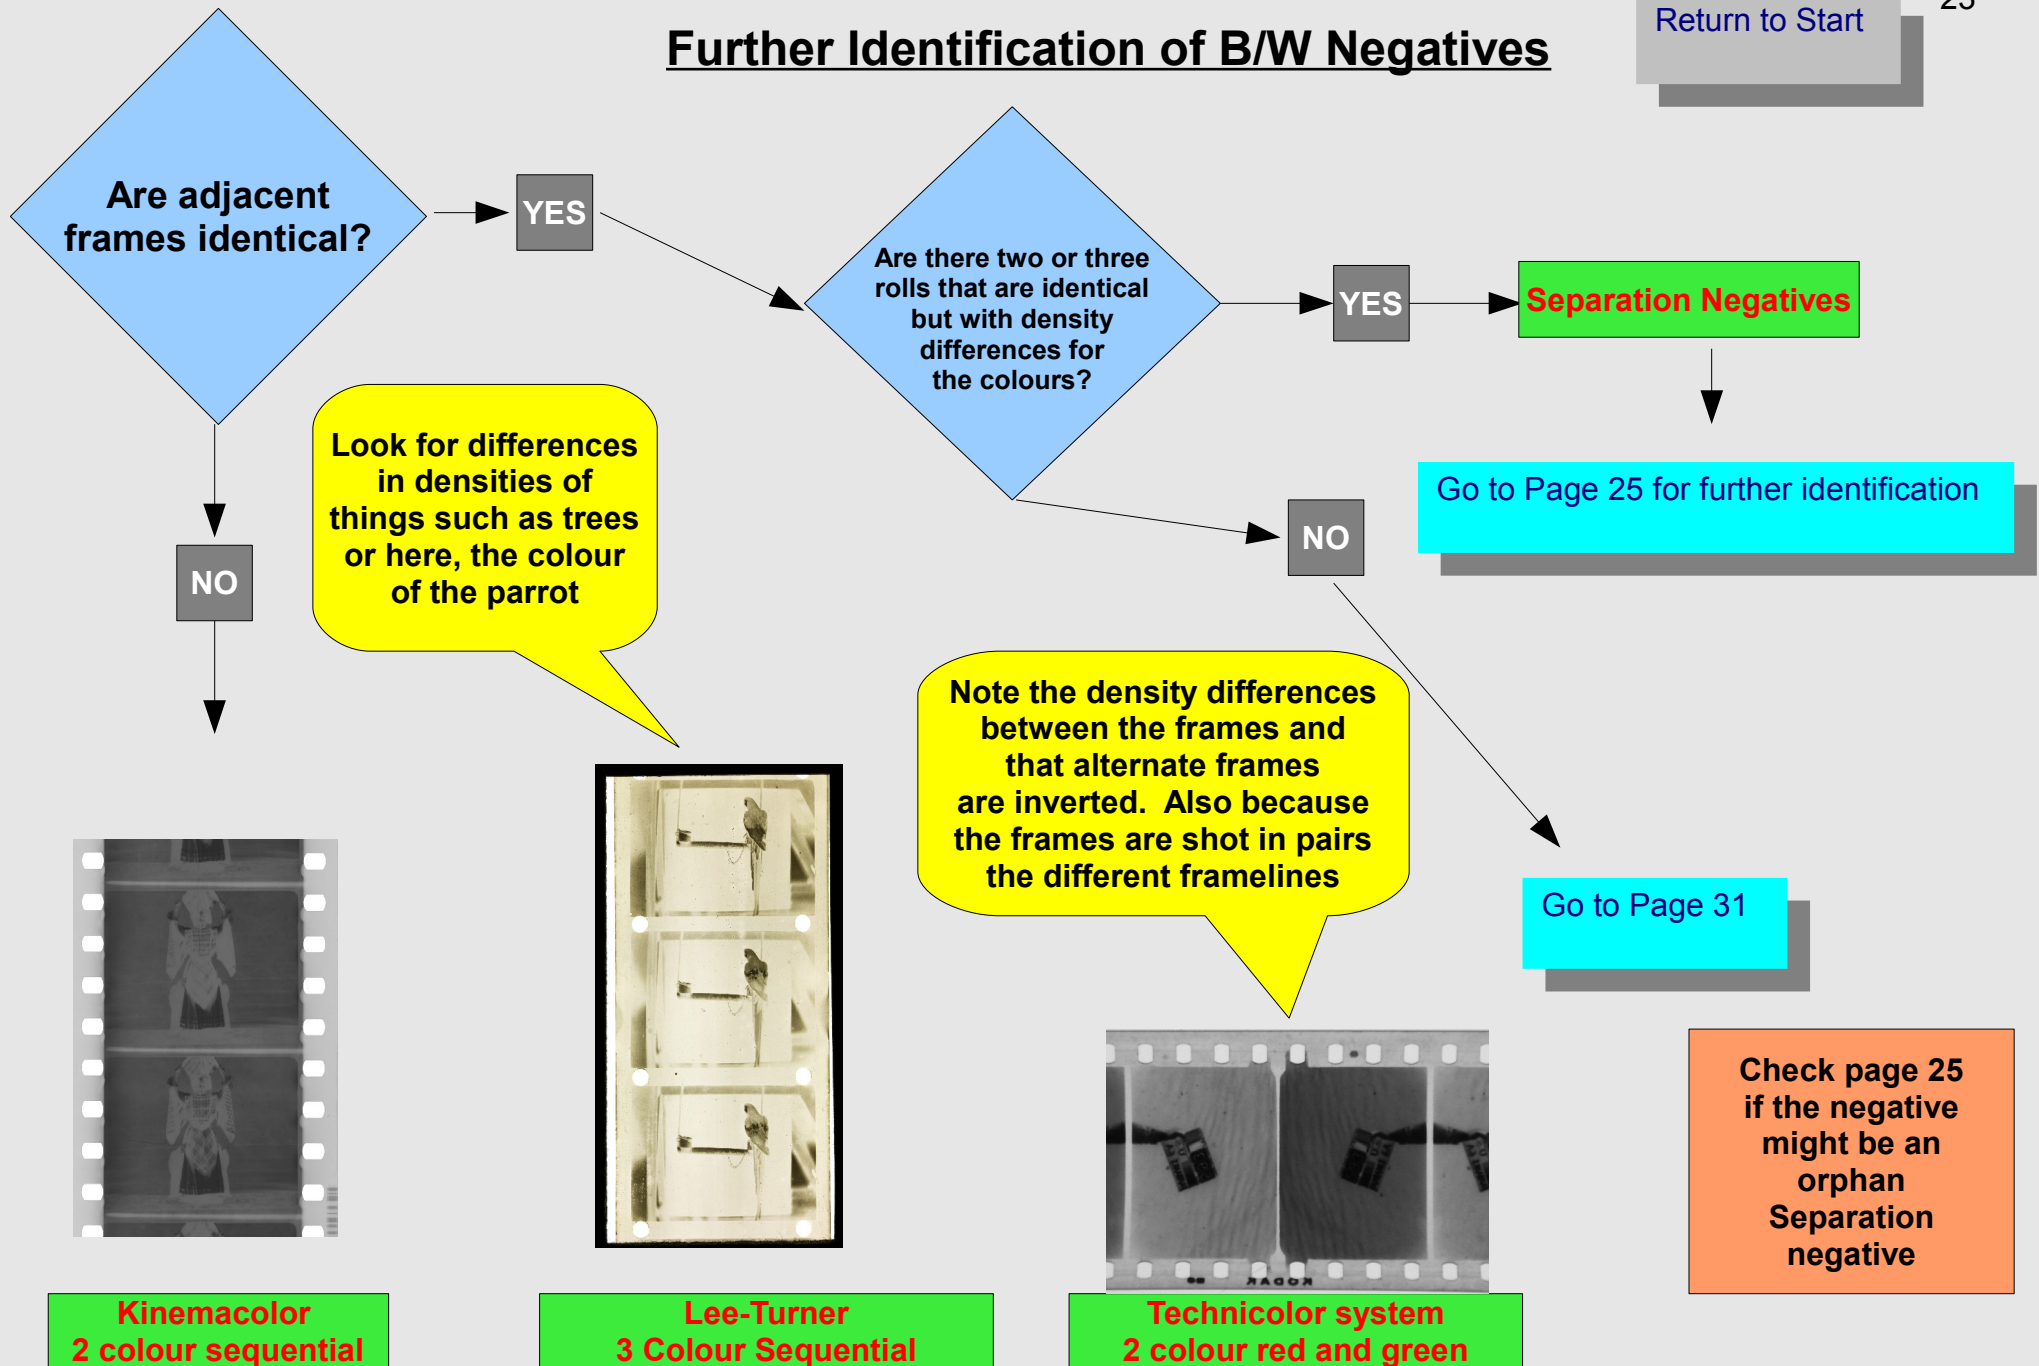 Return to Start
Further Identification of B/W Negatives
Are adjacent
frames identical?
YES
Are there two or three
rolls that are identical
but with density
differences for
the colours?
YES
Separation Negatives
Look for differences
in densities of
things such as trees
or here, the colour
of the parrot
Go to Page 25 for further identification
NO
NO
Note the density differences
between the frames and
that alternate frames
are inverted.  Also because
the frames are shot in pairs
the different framelines
Go to Page 31
Check page 25
if the negative
might be an
orphan
Separation
negative
KODAK
Kinemacolor
2 colour sequential
Lee-Turner
3 Colour Sequential
Technicolor system
2 colour red and green